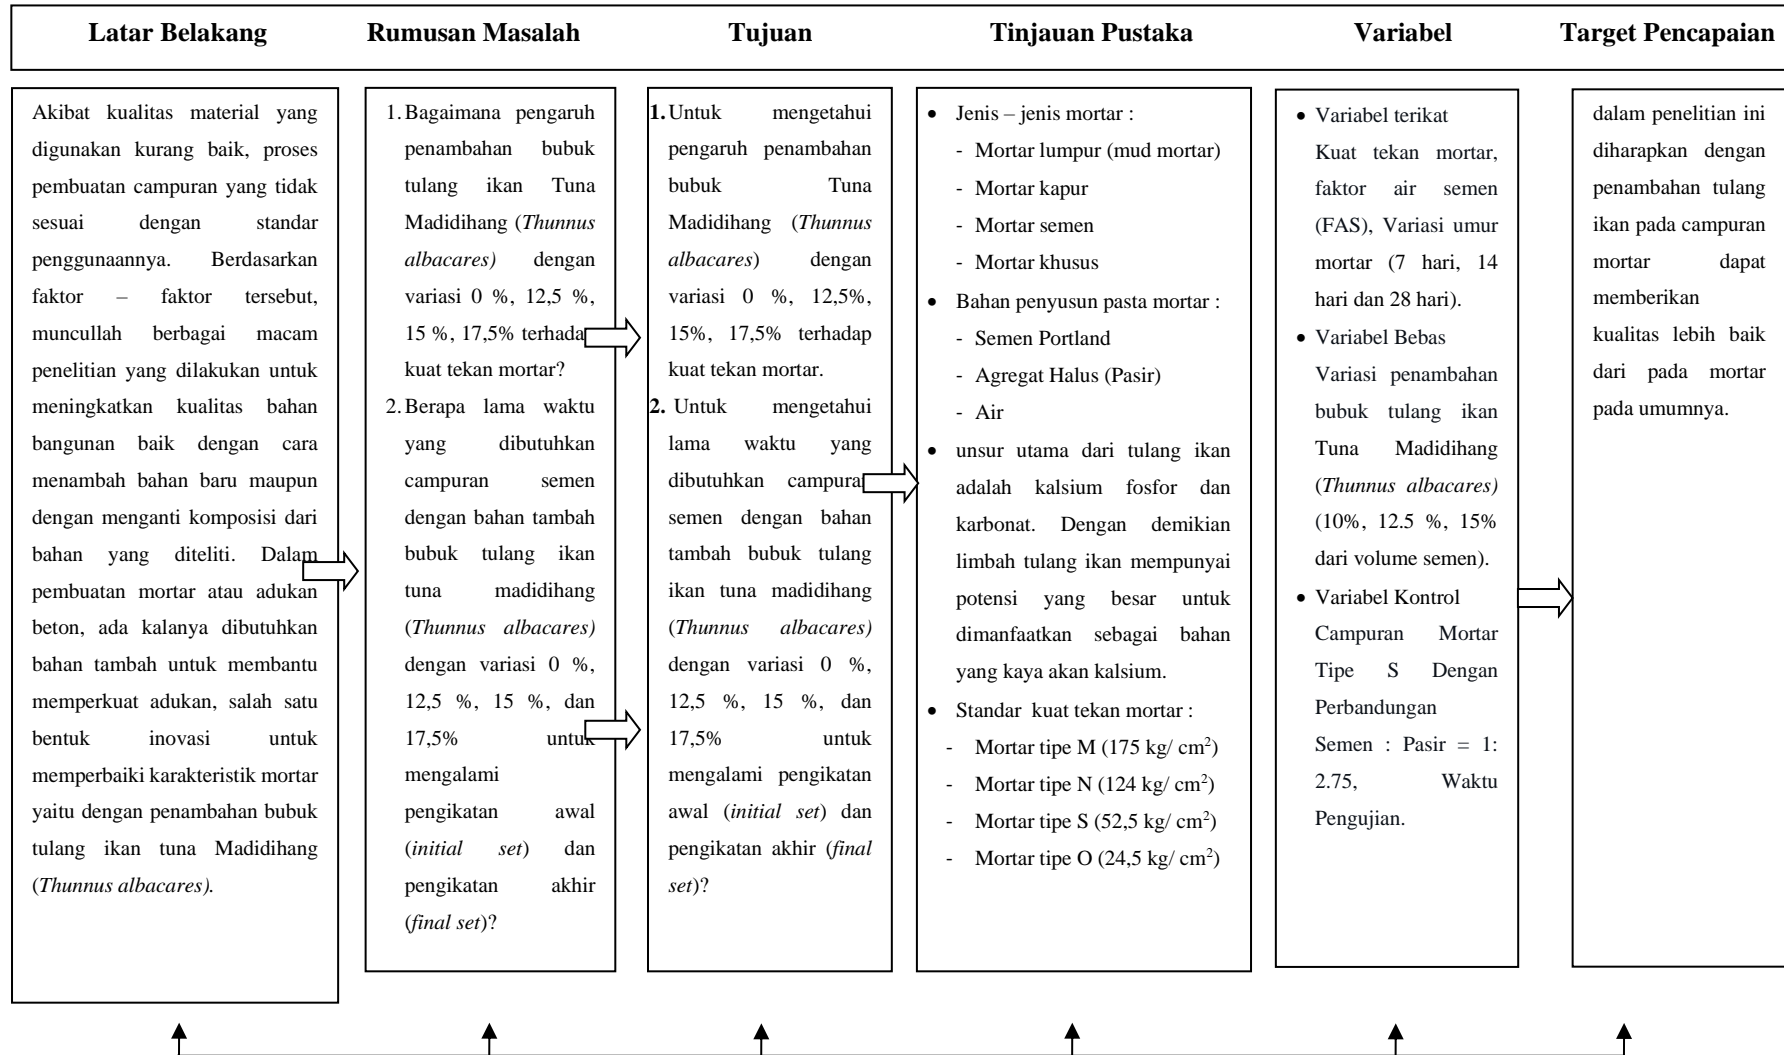 Latar Belakang
Rumusan Masalah
Tujuan
Tinjauan Pustaka
Variabel
Target Pencapaian
Akibat kualitas material yang
digunakan kurang baik, proses
pembuatan campuran yang tidak
sesuai dengan standar
penggunaannya. Berdasarkan
faktor – faktor tersebut,
muncullah berbagai macam
penelitian yang dilakukan untuk
meningkatkan kualitas bahan
bangunan baik dengan cara
menambah bahan baru maupun
dengan menganti komposisi dari
bahan yang diteliti. Dalam
pembuatan mortar atau adukan
beton, ada kalanya dibutuhkan
bahan tambah untuk membantu
memperkuat adukan, salah satu
bentuk inovasi untuk
memperbaiki karakteristik mortar
yaitu dengan penambahan bubuk
tulang ikan tuna Madidihang
(Thunnus albacares).
1. Bagaimana pengaruh
penambahan bubuk
tulang ikan Tuna
Madidihang (Thunnus
albacares) dengan
variasi 0 %, 12,5 %,
15 %, 17,5% terhada
kuat tekan mortar?
2. Berapa lama waktu
yang dibutuhkan
campuran semen
dengan bahan tambah
bubuk tulang ikan
tuna madidihang
(Thunnus albacares)
dengan variasi 0 %,
12,5 %, 15 %, dan
17,5% untuk
mengalami
pengikatan awal
(initial set) dan
pengikatan akhir
(final set)?
1. Untuk mengetahui
pengaruh penambahan
bubuk Tuna
Madidihang (Thunnus
albacares) dengan
variasi 0 %, 12,5%,
15%, 17,5% terhadap
kuat tekan mortar.
2. Untuk mengetahui
lama waktu yang
dibutuhkan campuran
semen dengan bahan
tambah bubuk tulang
ikan tuna madidihang
(Thunnus albacares)
dengan variasi 0 %,
12,5 %, 15 %, dan
17,5% untuk
mengalami pengikatan
awal (initial set) dan
pengikatan akhir (final
set)?
• Jenis – jenis mortar :
- Mortar lumpur (mud mortar)
- Mortar kapur
- Mortar semen
- Mortar khusus
• Bahan penyusun pasta mortar :
- Semen Portland
- Agregat Halus (Pasir)
- Air
• unsur utama dari tulang ikan
adalah kalsium fosfor dan
karbonat. Dengan demikian
limbah tulang ikan mempunyai
potensi yang besar untuk
dimanfaatkan sebagai bahan
yang kaya akan kalsium.
• Standar kuat tekan mortar :
- Mortar tipe M (175 kg/ cm²)
- Mortar tipe N (124 kg/ cm²)
- Mortar tipe S (52,5 kg/ cm²)
- Mortar tipe O (24,5 kg/ cm²)
• Variabel terikat
Kuat tekan mortar,
faktor air semen
(FAS), Variasi umur
mortar (7 hari, 14
hari dan 28 hari).
• Variabel Bebas
Variasi penambahan
bubuk tulang ikan
Tuna Madidihang
(Thunnus albacares)
(10%, 12.5 %, 15%
dari volume semen).
• Variabel Kontrol
Campuran Mortar
Tipe S Dengan
Perbandungan
Semen : Pasir = 1:
2.75, Waktu
Pengujian.
dalam penelitian ini
diharapkan dengan
penambahan tulang
ikan pada campuran
mortar dapat
memberikan
kualitas lebih baik
dari pada mortar
pada umumnya.